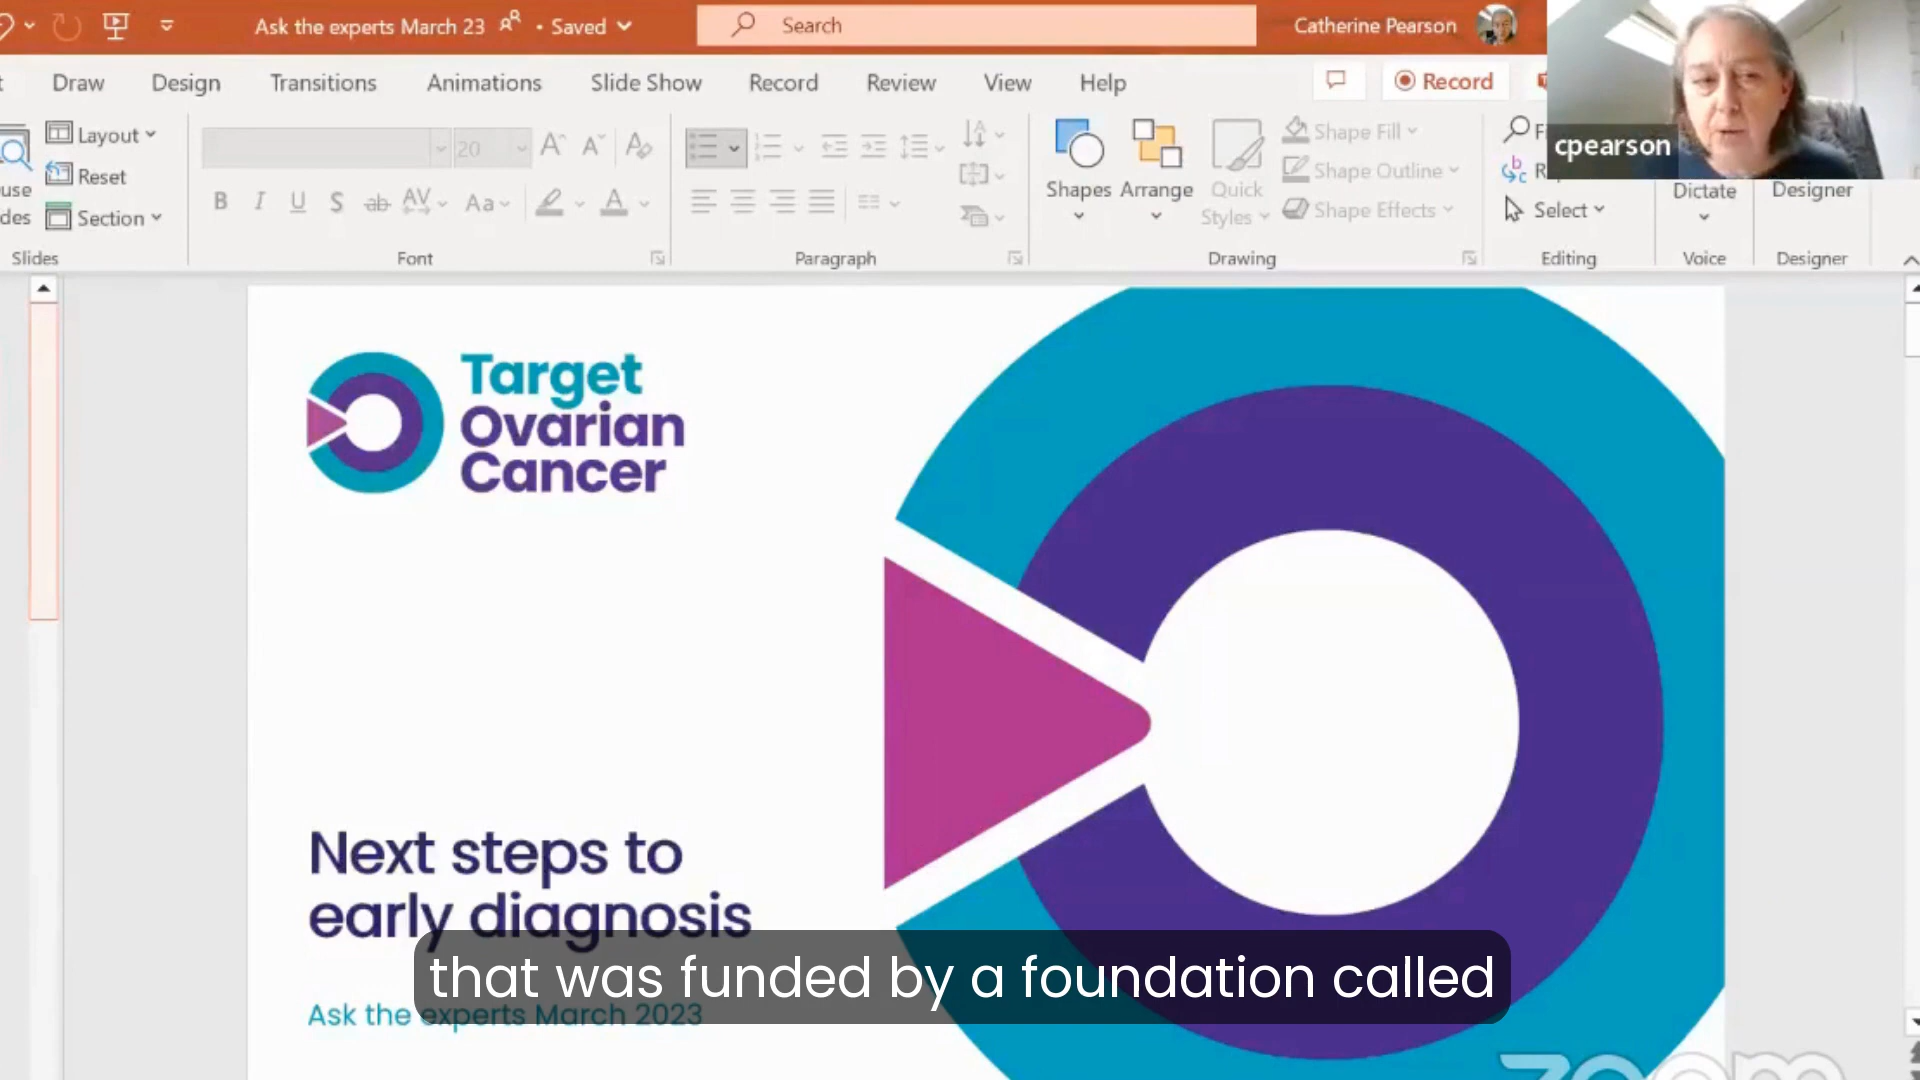 Ask the experts March 23 • Saved
Search
Catherine Pearson
Draw
Design
Transitions
Animations
Slide Show
Record
Review
View
Help
Record
Layout
Reset
Section
Slides
20
Font
Paragraph
Shapes
Arrange
Quick
Styles
Shape Fill
Shape Outline
Shape Effects
Drawing
Select
Editing
Dictate
Voice
Designer
Designer
cpearson
Target
Ovarian
Cancer
Next steps to
early diagnosis
that was funded by a foundation called
Ask the experts March 2023
zoom